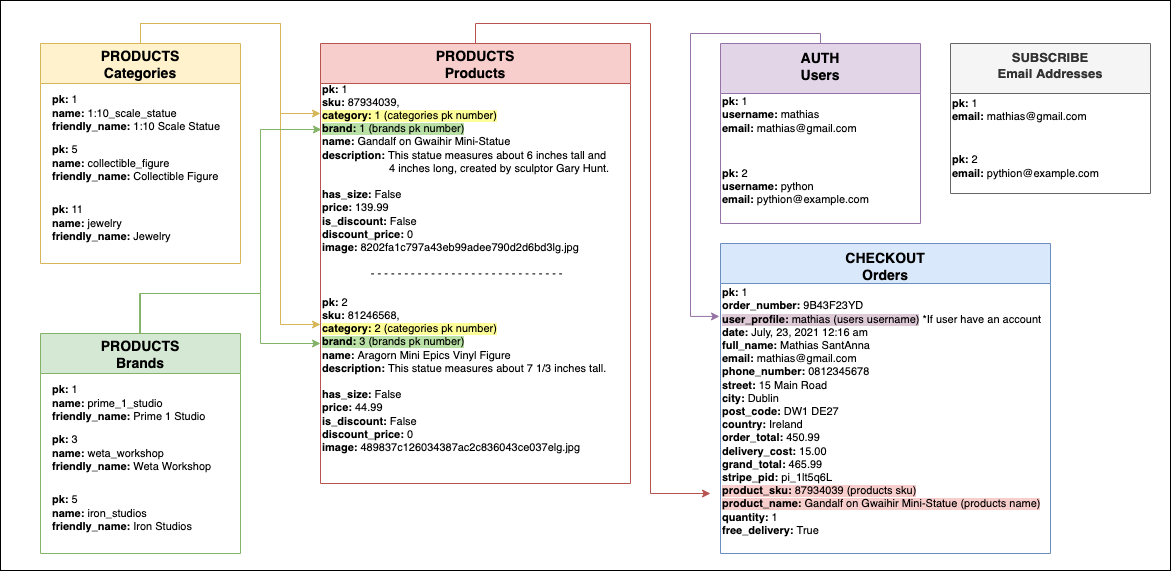 PRODUCTS
Categories
pk: 1
name: 1:10_scale_statue
friendly_name: 1:10 Scale Statue
pk: 5
name: collectible_figure
friendly_name: Collectible Figure
pk: 11
name: jewelry
friendly_name: Jewelry
PRODUCTS
Brands
pk: 1
name: prime_1_studio
friendly_name: Prime 1 Studio
pk: 3
name: weta_workshop
friendly_name: Weta Workshop
pk: 5
name: iron_studios
friendly_name: Iron Studios
PRODUCTS
Products
pk: 1
sku: 87934039,
category: 1 (categories pk number)
brand: 1 (brands pk number)
name: Gandalf on Gwaihir Mini-Statue
description: This statue measures about 6 inches tall and
4 inches long, created by sculptor Gary Hunt.
has_size: False
price: 139.99
is_discount: False
discount_price: 0
image: 8202fa1c797a43eb99adee790d2d6bd3lg.jpg
pk: 2
sku: 81246568,
category: 2 (categories pk number)
brand: 3 (brands pk number)
name: Aragorn Mini Epics Vinyl Figure
description: This statue measures about 7 1/3 inches tall.
has_size: False
price: 44.99
is_discount: False
discount_price: 0
image: 489837c126034387ac2c836043ce037elg.jpg
AUTH
Users
pk: 1
username: mathias
email: mathias@gmail.com
pk: 2
username: python
email: pythion@example.com
SUBSCRIBE
Email Addresses
pk: 1
email: mathias@gmail.com
pk: 2
email: pythion@example.com
CHECKOUT
Orders
pk: 1
order_number: 9B43F23YD
user_profile: mathias (users username) *If user have an account
date: July, 23, 2021 12:16 am
full_name: Mathias SantAnna
email: mathias@gmail.com
phone_number: 0812345678
street: 15 Main Road
city: Dublin
post_code: DW1 DE27
country: Ireland
order_total: 450.99
delivery_cost: 15.00
grand_total: 465.99
stripe_pid: pi_1lt5q6L
product_sku: 87934039 (products sku)
product_name: Gandalf on Gwaihir Mini-Statue (products name)
quantity: 1
free_delivery: True